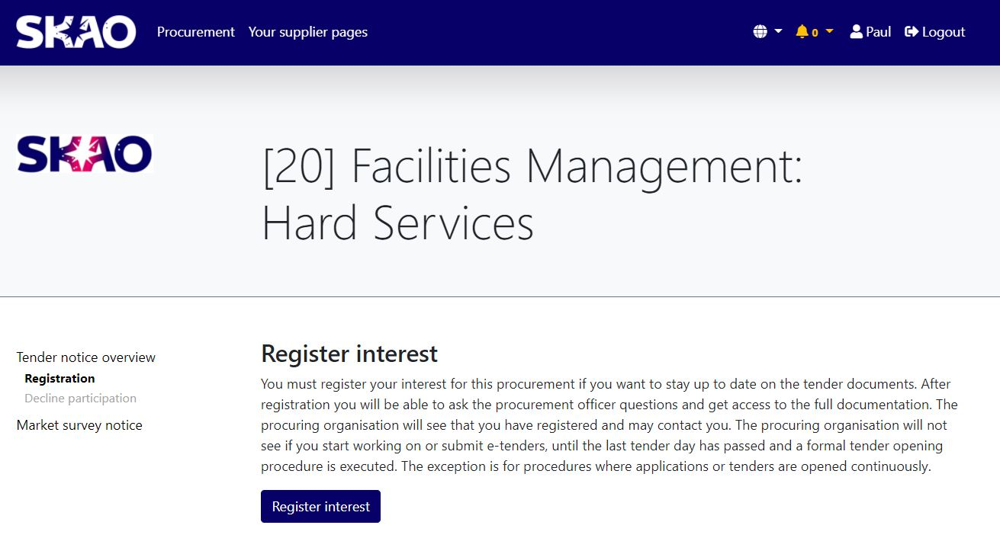 SKAO Procurement Your supplier pages 0 Paul Logout
SKAO
[20] Facilities Management:
Hard Services
Tender notice overview
Registration
Decline participation
Market survey notice
Register interest
You must register your interest for this procurement if you want to stay up to date on the tender documents. After
registration you will be able to ask the procurement officer questions and get access to the full documentation. The
procuring organisation will see that you have registered and may contact you. The procuring organisation will not
see if you start working on or submit e-tenders, until the last tender day has passed and a formal tender opening
procedure is executed. The exception is for procedures where applications or tenders are opened continuously.
Register interest